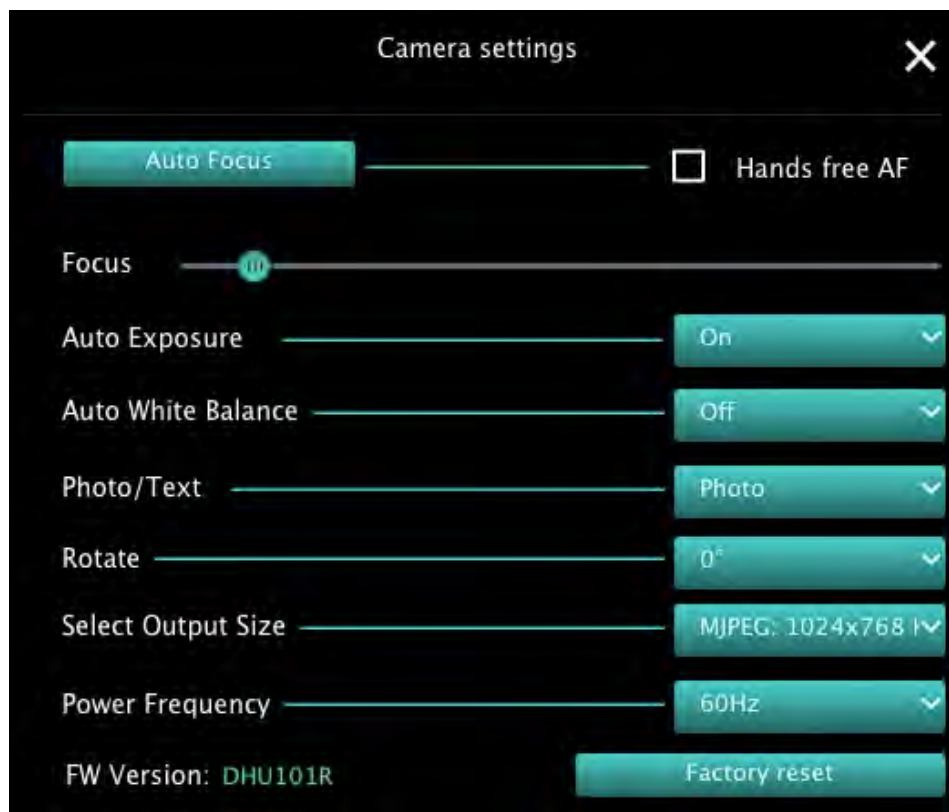 Camera settings
Auto Focus
Hands free AF
Focus
Auto Exposure On
Auto White Balance Off
Photo/Text Photo
Rotate 0°
Select Output Size MJPEG: 1024x768
Power Frequency 60Hz
FW Version: DHU101R
Factory reset